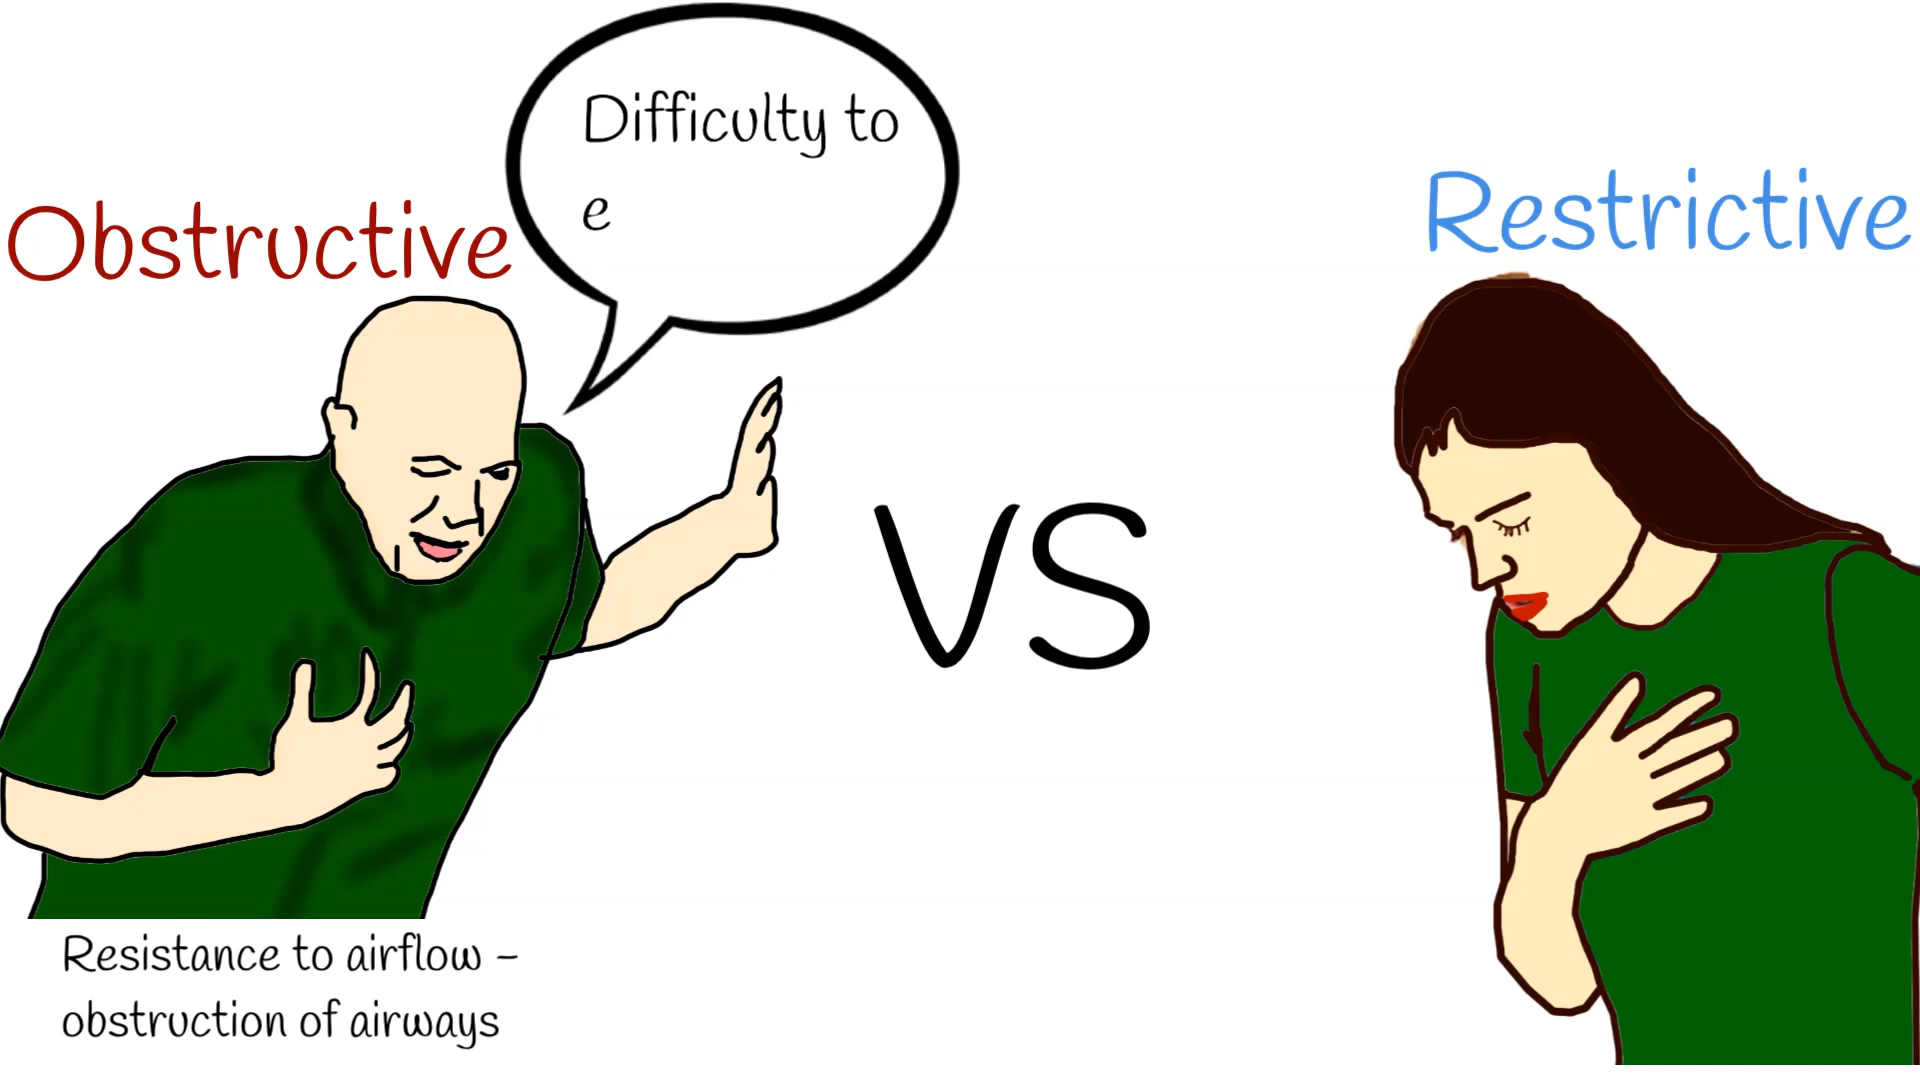 Difficulty to
e
Obstructive
Restrictive
VS
Resistance to airflow –
obstruction of airways